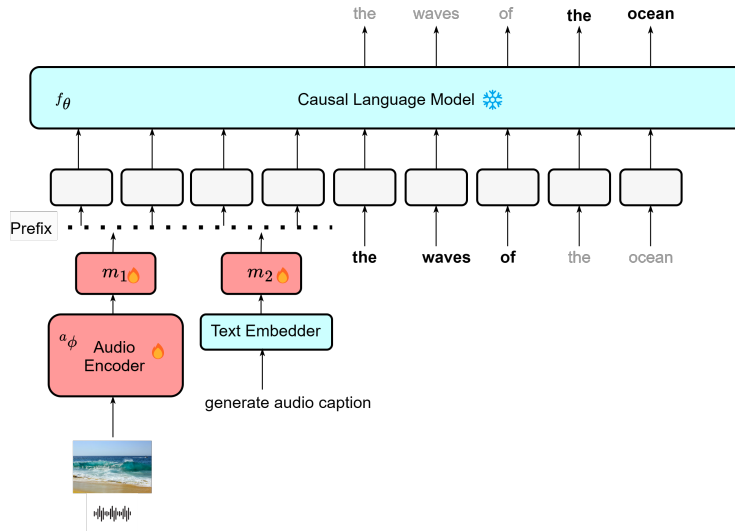 the waves of the ocean
fθ Causal Language Model
Prefix
the waves of the ocean
m1 m2
aϕ Audio Encoder
Text Embedder
generate audio caption